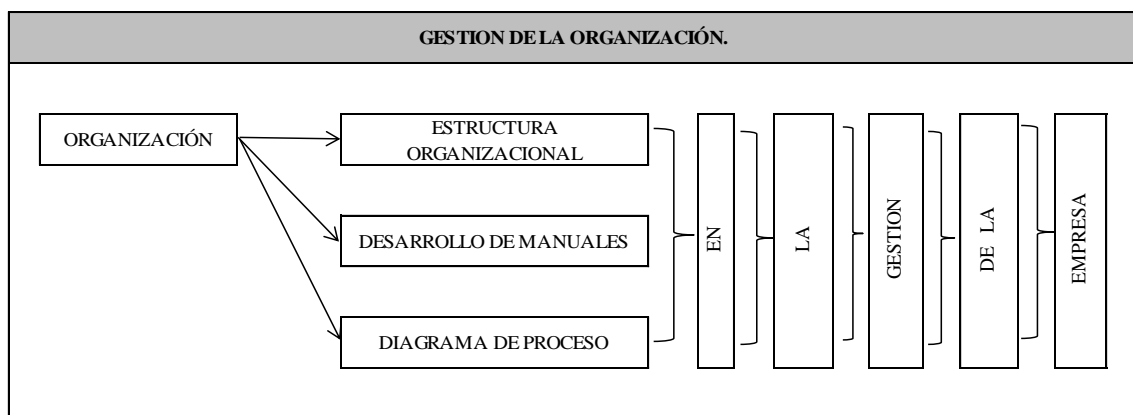 GESTION DE LA ORGANIZACIÓN.
ORGANIZACIÓN
ESTRUCTURA
ORGANIZACIONAL
DESARROLLO DE MANUALES
DIAGRAMA DE PROCESO
EN
LA
GESTION
DE LA
EMPRESA